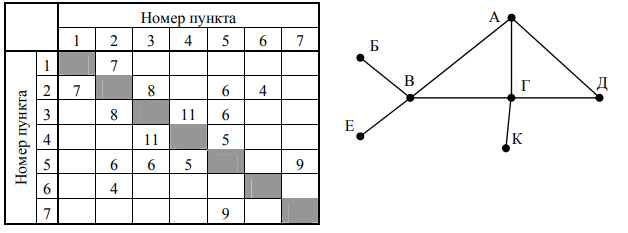 Номер пункта
1 2 3 4 5 6 7
Номер пункта
1 7
2 7 8 6 4
3 8 11 6
4 11 5
5 6 6 5 9
6 4
7 9
А
Б
В Г Д
Е
К